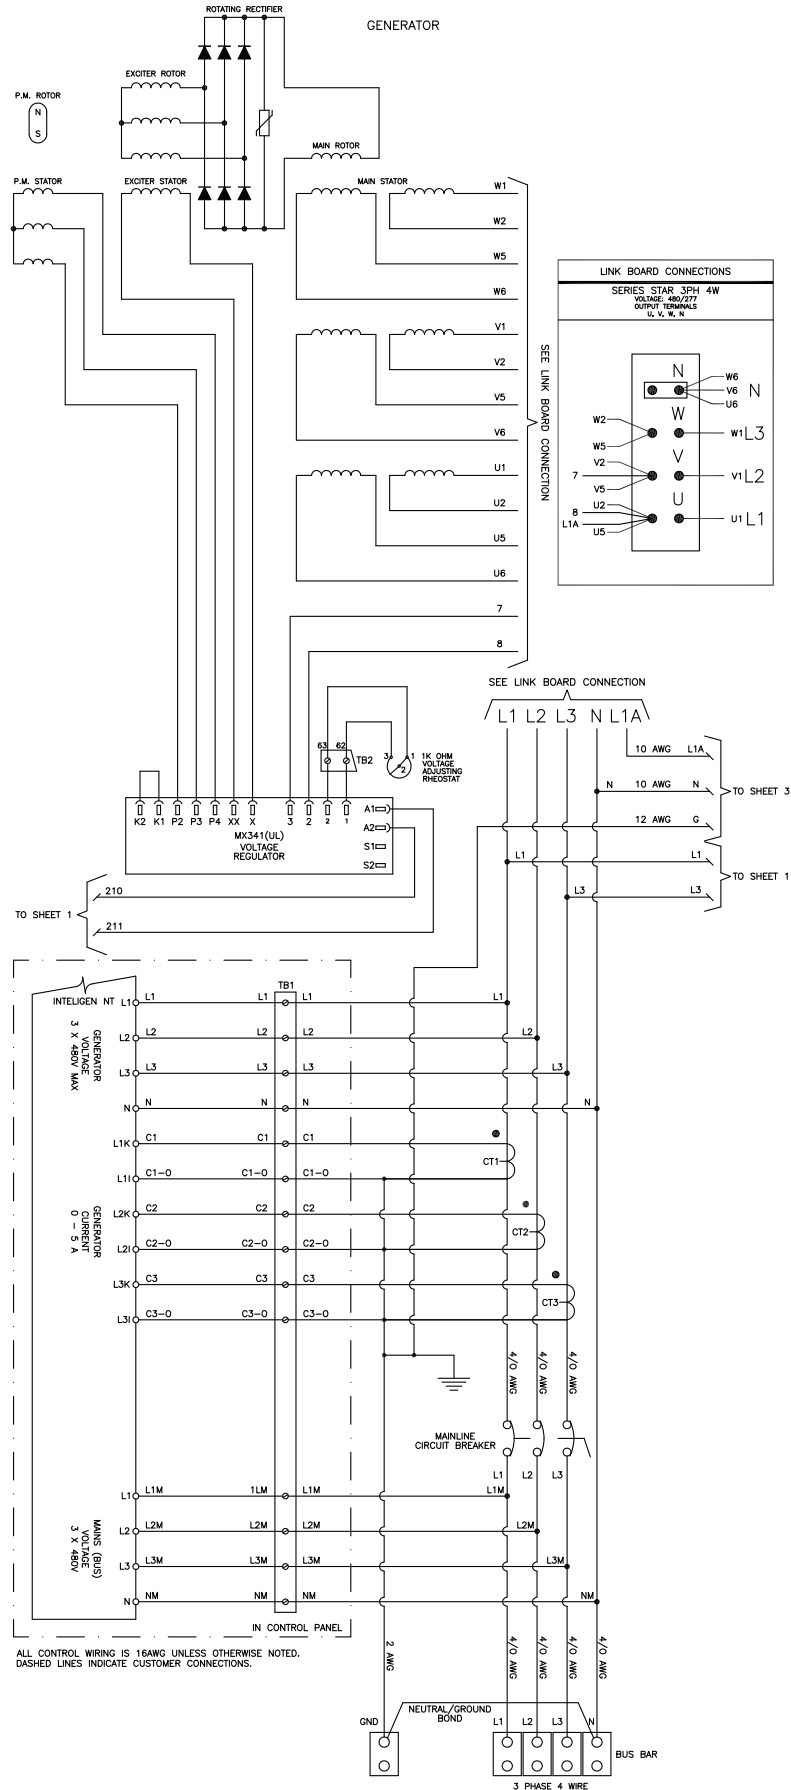 ROTATING RECTIFIER
GENERATOR
EXCITER ROTOR
P.M. ROTOR
N
S
MAIN ROTOR
P.M. STATOR
EXCITER STATOR
MAIN STATOR
W1
W2
W5
W6
V1
V2
V5
V6
U1
U2
U5
U6
7
8
SEE LINK BOARD CONNECTION
LINK BOARD CONNECTIONS
SERIES STAR 3PH 4W
VOLTAGE: 480/277
OUTPUT TERMINALS
U, V, W, N
N
W6
V6 N
U6
W
W2
W5
W1 L3
V
V2
7
V5
V1 L2
U
U2
8
L1A
U5
U1 L1
SEE LINK BOARD CONNECTION
L1 L2 L3 N L1A
10 AWG L1A
N 10 AWG N
TO SHEET 3
12 AWG G
L1 L1
TO SHEET 1
L3 L3
63 62
TB2
3 1
2
1K OHM
VOLTAGE
ADJUSTING
RHEOSTAT
K2 K1 P2 P3 P4 XX X 3 2 2 1
A1
A2
S1
S2
MX341(UL)
VOLTAGE
REGULATOR
210
TO SHEET 1
211
TB1
INTELIGEN NT
L1 L1 L1 L1 L1
L2 L2 L2 L2 L2
L3 L3 L3 L3 L3
N N N N
GENERATOR
VOLTAGE
3 X 480V MAX
L1K C1 C1 C1
CT1
L1I C1-O C1-O C1-O
L2K C2 C2 C2
CT2
L2I C2-O C2-O C2-O
L3K C3 C3 C3
CT3
L3I C3-O C3-O C3-O
GENERATOR
CURRENT
0 - 5 A
4/0 AWG
4/0 AWG
4/0 AWG
MAINLINE
CIRCUIT BREAKER
L1 L2 L3
L1 L1M 1LM L1M L1M
L2 L2M L2M L2M L2M
L3 L3M L3M L3M L3M
N NM NM NM NM
MAINS (BUS)
VOLTAGE
3 X 480V
IN CONTROL PANEL
ALL CONTROL WIRING IS 16AWG UNLESS OTHERWISE NOTED.
DASHED LINES INDICATE CUSTOMER CONNECTIONS.
2 AWG
4/0 AWG
4/0 AWG
4/0 AWG
4/0 AWG
NEUTRAL/GROUND
BOND
GND
L1 L2 L3 N
BUS BAR
3 PHASE 4 WIRE